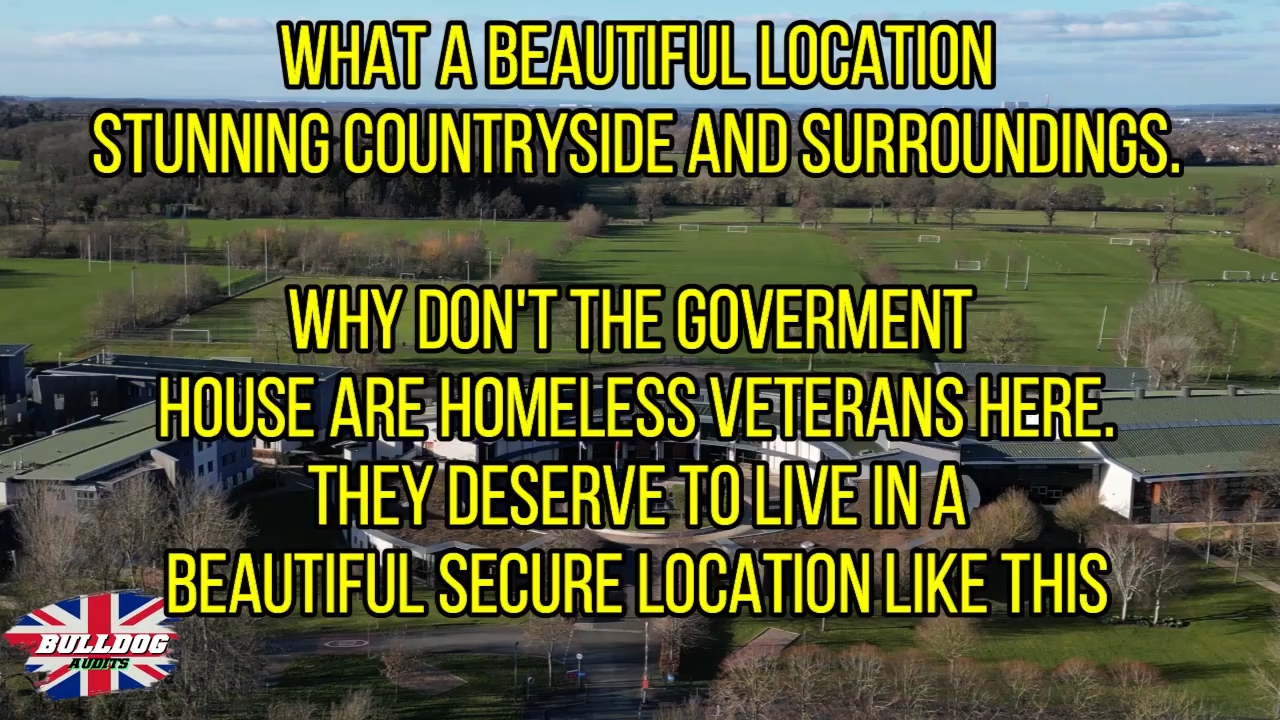 WHAT A BEAUTIFUL LOCATION
STUNNING COUNTRYSIDE AND SURROUNDINGS.
WHY DON'T THE GOVERMENT
HOUSE ARE HOMELESS VETERANS HERE.
THEY DESERVE TO LIVE IN A
BEAUTIFUL SECURE LOCATION LIKE THIS
BULLDOG
AUDITS